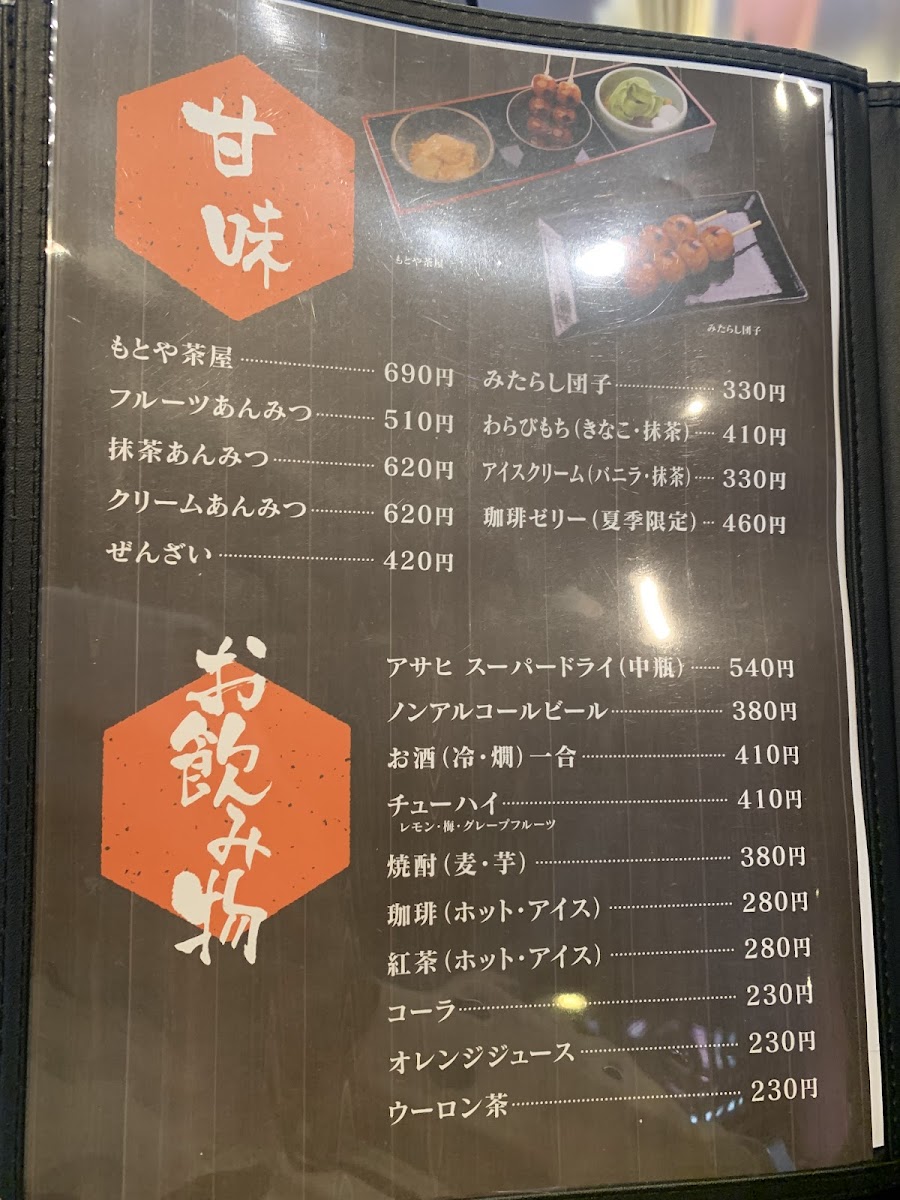 甘味
もとや茶屋
みたらし団子
もとや茶屋 690円
フルーツあんみつ 510円
抹茶あんみつ 620円
クリームあんみつ 620円
ぜんざい 420円
みたらし団子 330円
わらびもち(きなこ・抹茶) 410円
アイスクリーム(バニラ・抹茶) 330円
珈琲ゼリー(夏季限定) 460円
お飲み物
アサヒ スーパードライ(中瓶) 540円
ノンアルコールビール 380円
お酒(冷・燗)一合 410円
チューハイ 410円
レモン・梅・グレープフルーツ
焼酎(麦・芋) 380円
珈琲(ホット・アイス) 280円
紅茶(ホット・アイス) 280円
コーラ 230円
オレンジジュース 230円
ウーロン茶 230円